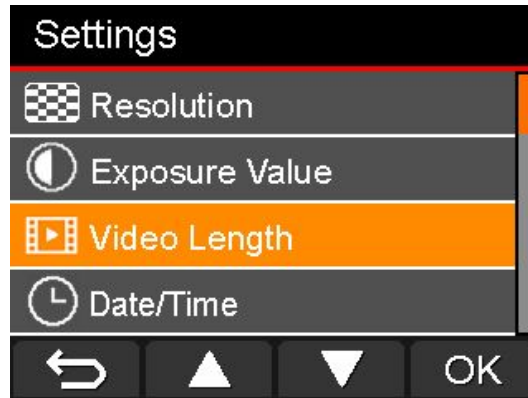 Settings
Resolution
Exposure Value
Video Length
Date/Time
OK